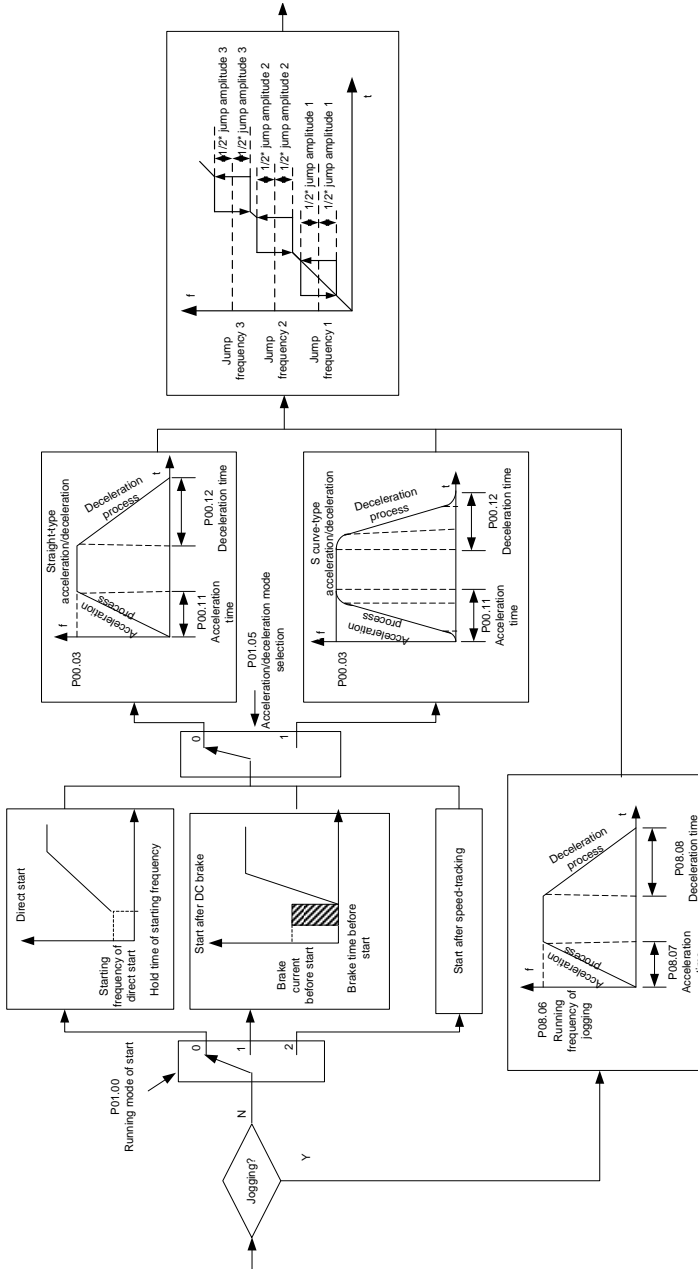 Jogging?
N
Y
P01.00
Running mode of start
0
1
2
Direct start
Starting
frequency of
direct start
Hold time of starting frequency
Start after DC brake
Brake
current
before start
Brake time before
start
Start after speed-tracking
P08.06
Running
frequency of
jogging
f
Acceleration
process
Deceleration
process
t
P08.07
Acceleration
P08.08
Deceleration time
0
1
P01.05
Acceleration/deceleration mode
selection
Straight-type
acceleration/deceleration
f
P00.03
Acceleration
process
Deceleration
process
t
P00.11
Acceleration
time
P00.12
Deceleration time
S curve-type
acceleration/deceleration
f
P00.03
Acceleration
process
Deceleration
process
t
P00.11
Acceleration
time
P00.12
Deceleration time
f
Jump
frequency 3
Jump
frequency 2
Jump
frequency 1
1/2* jump amplitude 3
1/2* jump amplitude 3
1/2* jump amplitude 2
1/2* jump amplitude 2
1/2* jump amplitude 1
1/2* jump amplitude 1
t